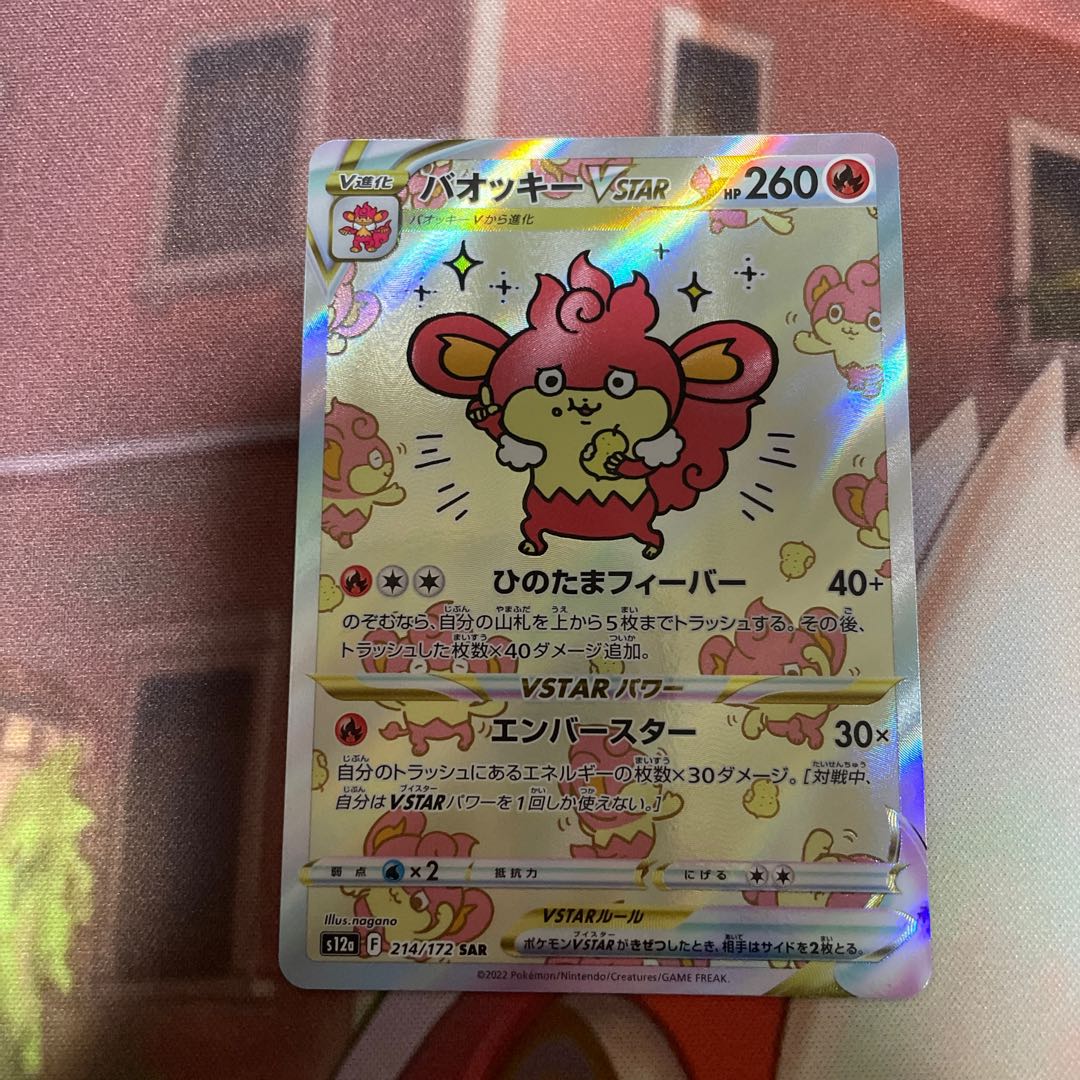 V進化
バオッキーVSTAR
HP 260
バオッキーVから進化
ひのたまフィーバー 40+
のぞむなら、自分の山札を上から5枚までトラッシュする。その後、
トラッシュした枚数×40ダメージ追加。
VSTARパワー
エンバースター 30×
自分のトラッシュにあるエネルギーの枚数×30ダメージ。[対戦中、
自分はVSTARパワーを1回しか使えない。]
弱点 ×2 抵抗力 にげる
Illus.nagano
s12a F 214/172 SAR
VSTARルール
ポケモンVSTARがきぜつしたとき、相手はサイドを2枚とる。
©2022 Pokémon/Nintendo/Creatures/GAME FREAK.